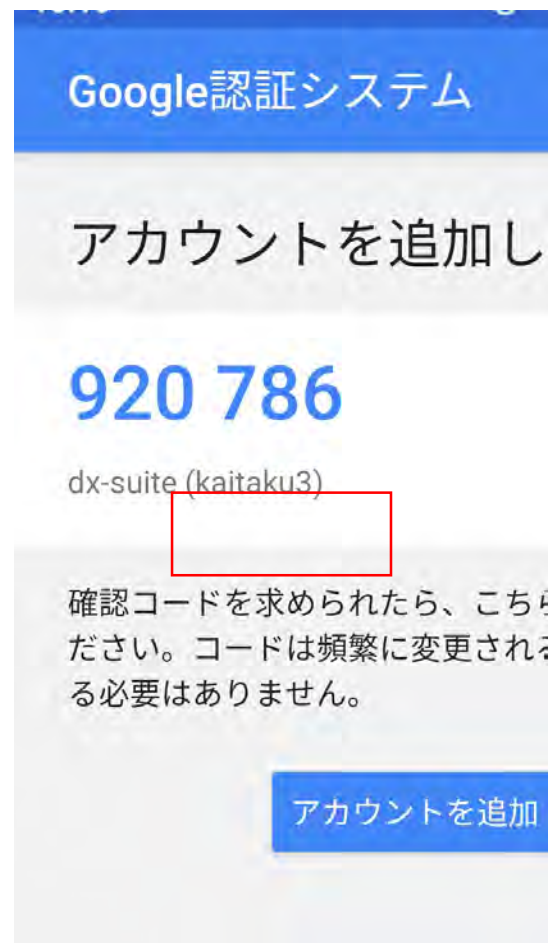 Google認証システム
アカウントを追加し
920 786
dx-suite (kaitaku3)
確認コードを求められたら、こちら
ださい。コードは頻繁に変更される
る必要はありません。
アカウントを追加